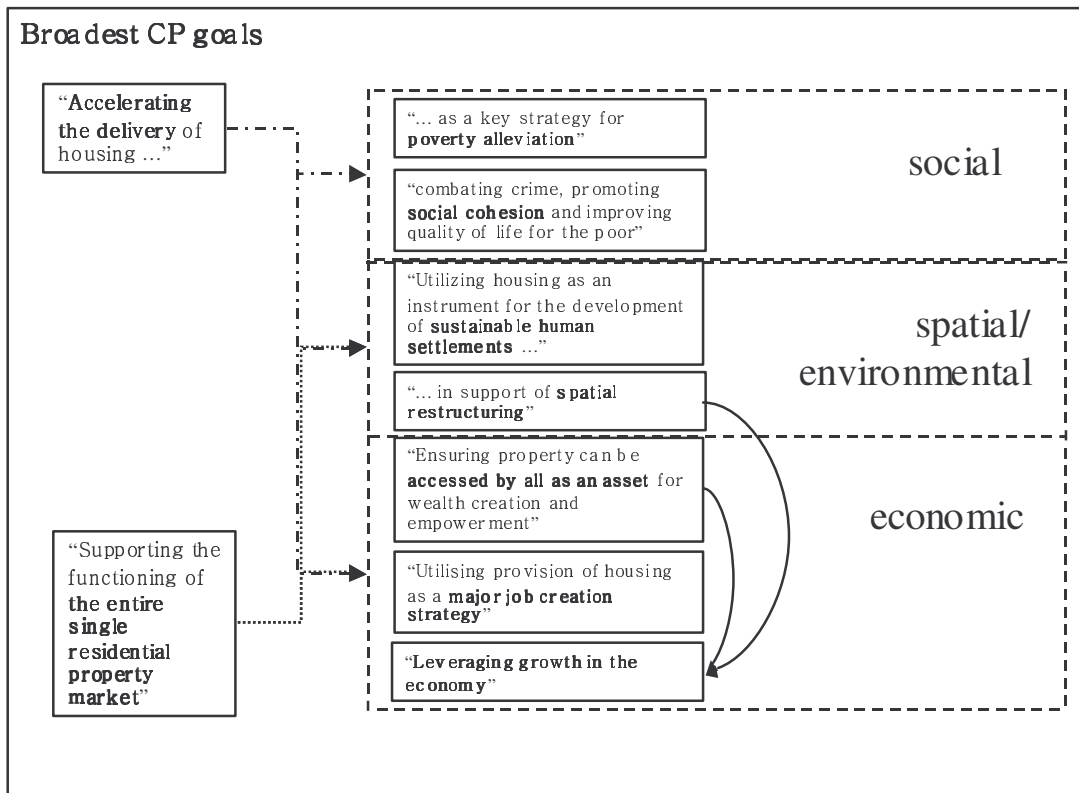 Broadest CP goals
“Accelerating
the delivery of
housing ...”
“Supporting the
functioning of
the entire
single
residential
property
market”
“... as a key strategy for
poverty alleviation”
“combating crime, promoting
social cohesion and improving
quality of life for the poor”
social
“Utilizing housing as an
instrument for the development
of sustainable human
settlements ...”
“... in support of spatial
restructuring”
spatial/
environmental
“Ensuring property can be
accessed by all as an asset for
wealth creation and
empowerment”
“Utilising provision of housing
as a major job creation
strategy”
“Leveraging growth in the
economy”
economic